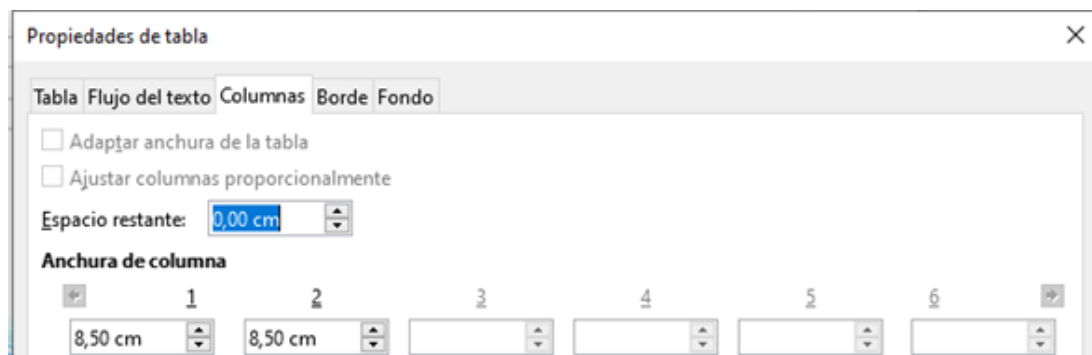 Propiedades de tabla
Tabla Flujo del texto Columnas Borde Fondo
Adaptar anchura de la tabla
Ajustar columnas proporcionalmente
Espacio restante: 0,00 cm
Anchura de columna
1 2 3 4 5 6
8,50 cm 8,50 cm